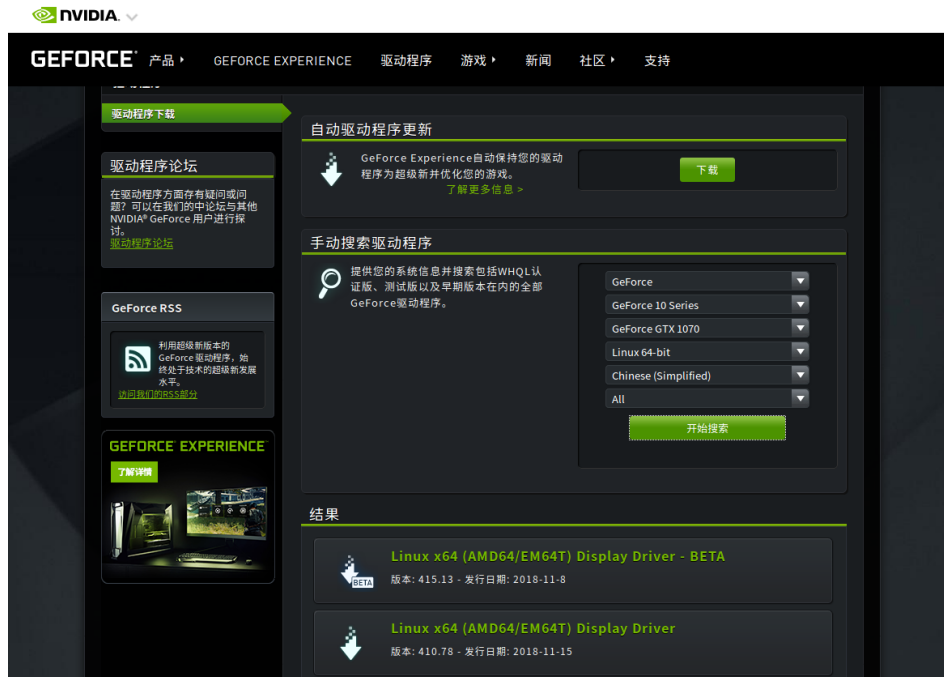 NVIDIA.
GEFORCE 产品 GEFORCE EXPERIENCE 驱动程序 游戏 新闻 社区 支持
驱动程序下载
驱动程序论坛
在驱动程序方面存有疑问或问
题？可以在我们的中论坛与其他
NVIDIA® GeForce 用户进行探
讨。
驱动程序论坛
GeForce RSS
利用超级新版本的
GeForce 驱动程序，始
终处于技术的超级新发展
水平。
访问我们的RSS部分
GEFORCE EXPERIENCE
了解详情
自动驱动程序更新
GeForce Experience自动保持您的驱动
程序为超级新并优化您的游戏。
了解更多信息 >
下载
手动搜索驱动程序
提供您的系统信息并搜索包括WHQL认
证版、测试版以及早期版本在内的全部
GeForce驱动程序。
GeForce
GeForce 10 Series
GeForce GTX 1070
Linux 64-bit
Chinese (Simplified)
All
开始搜索
结果
BETA
Linux x64 (AMD64/EM64T) Display Driver - BETA
版本: 415.13 - 发行日期: 2018-11-8
Linux x64 (AMD64/EM64T) Display Driver
版本: 410.78 - 发行日期: 2018-11-15